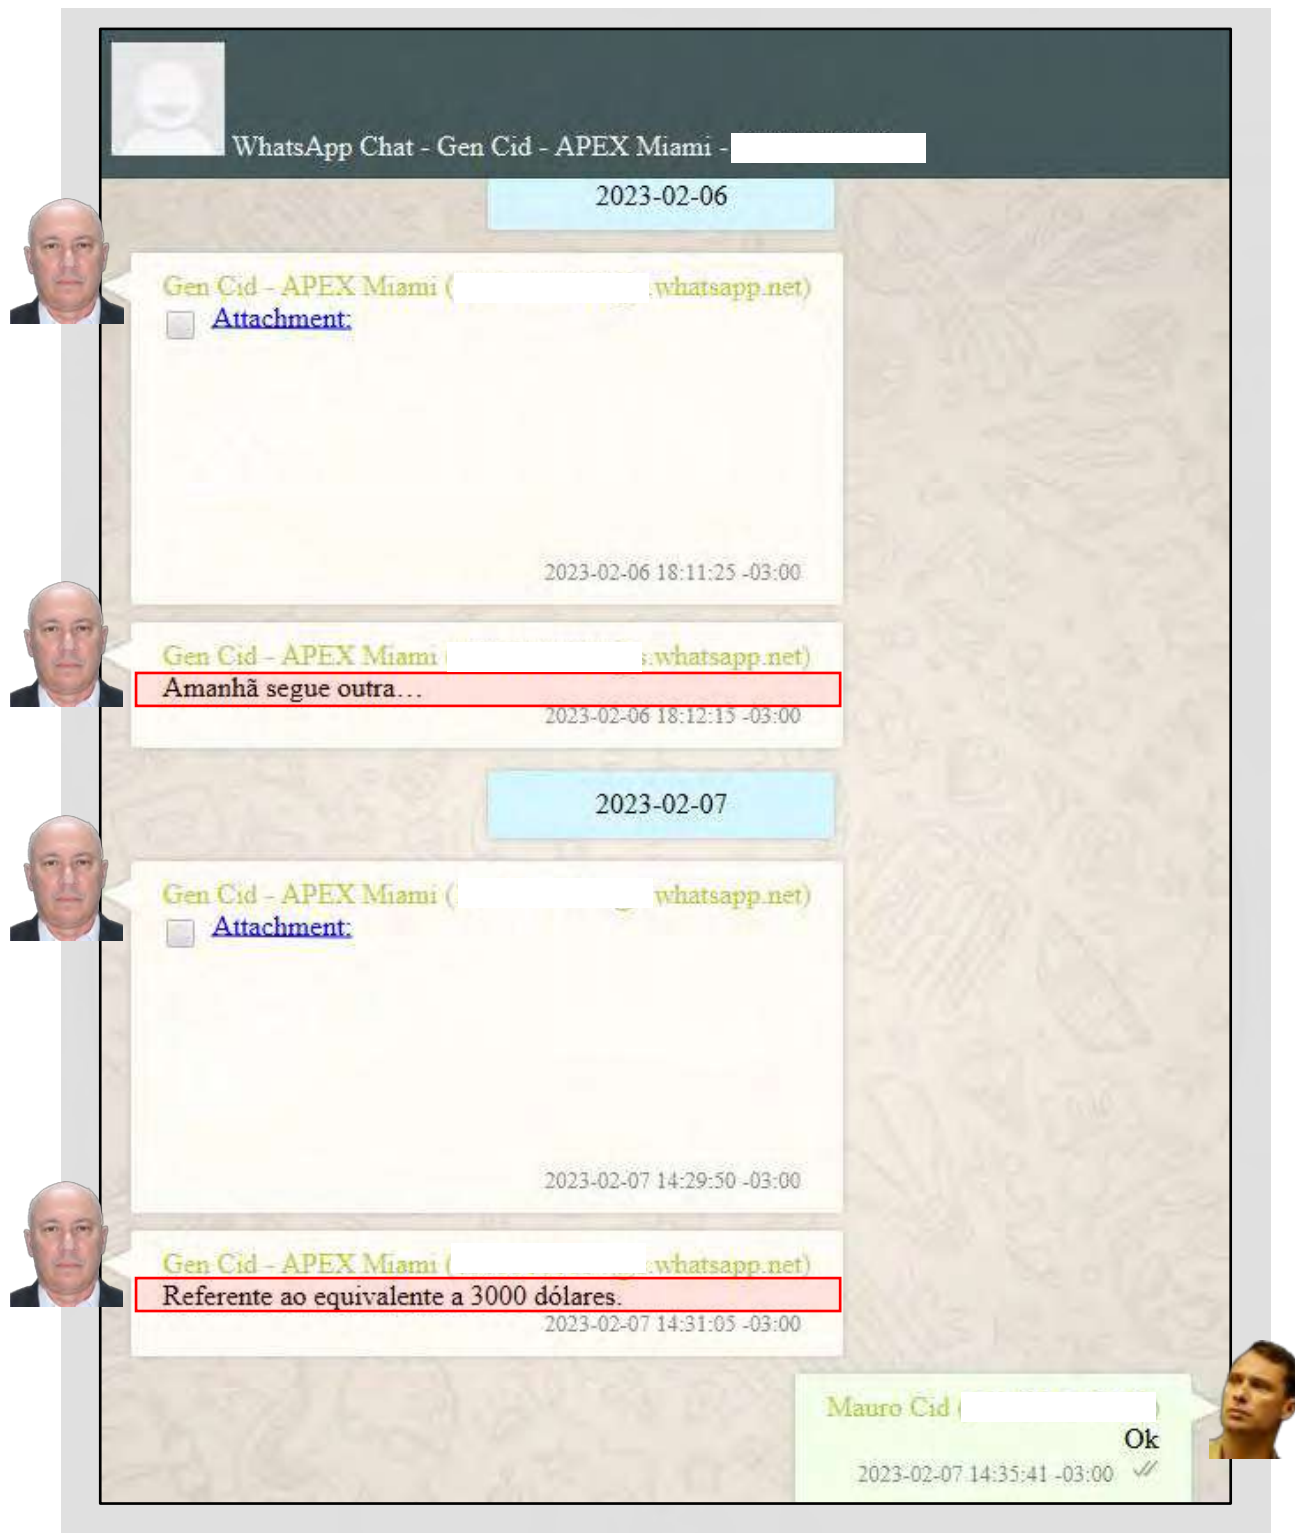 WhatsApp Chat - Gen Cid - APEX Miami -
2023-02-06
Gen Cid - APEX Miami ( .whatsapp.net)
Attachment:
2023-02-06 18:11:25 -03:00
Gen Cid - APEX Miami ( s.whatsapp.net)
Amanhã segue outra…
2023-02-06 18:12:15 -03:00
2023-02-07
Gen Cid - APEX Miami ( whatsapp.net)
Attachment:
2023-02-07 14:29:50 -03:00
Gen Cid - APEX Miami ( .whatsapp.net)
Referente ao equivalente a 3000 dólares.
2023-02-07 14:31:05 -03:00
Mauro Cid ( )
Ok
2023-02-07 14:35:41 -03:00